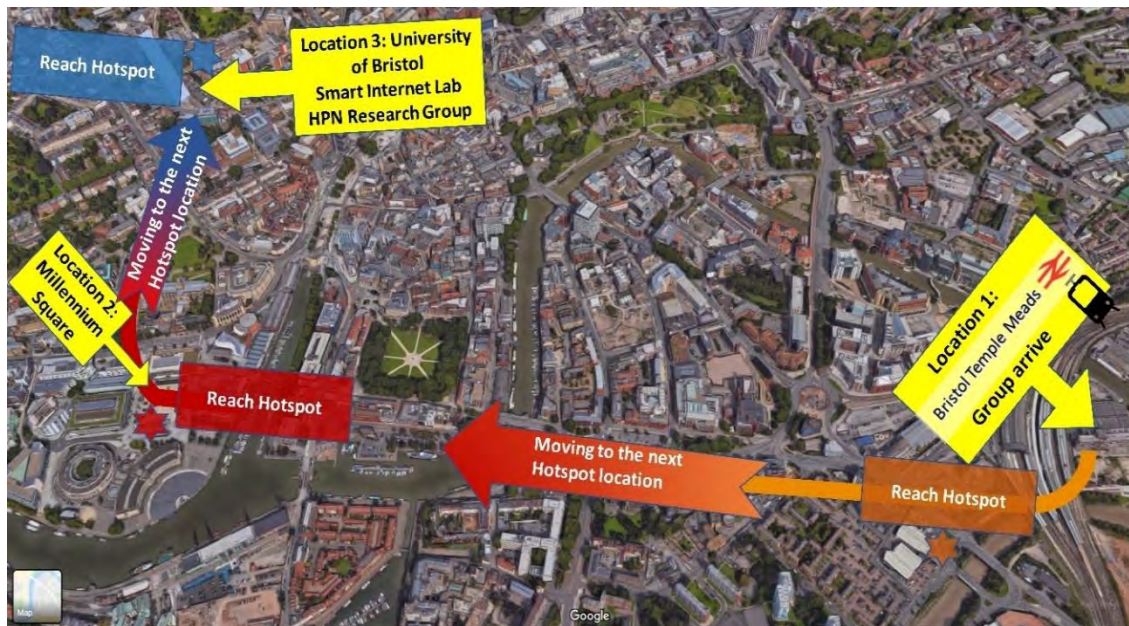 Reach Hotspot
Location 3: University
of Bristol
Smart Internet Lab
HPN Research Group
Moving to the next
Hotspot location
Location 2:
Millennium
Square
Reach Hotspot
Moving to the next
Hotspot location
Location 1:
Bristol Temple Meads
Group arrive
Reach Hotspot
Map
Google